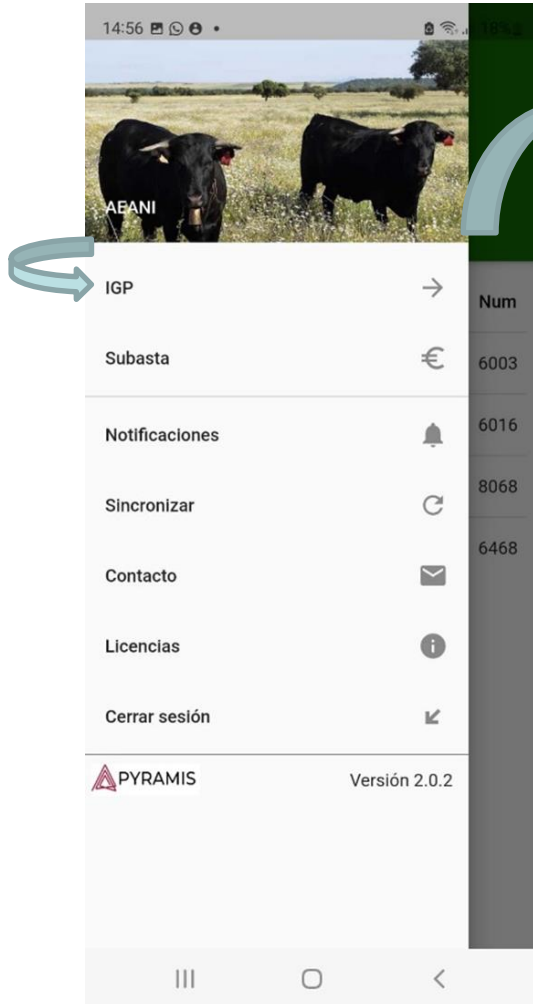 14:56
18%
AEANI
IGP
Num
Subasta
6003
Notificaciones
6016
Sincronizar
8068
Contacto
6468
Licencias
Cerrar sesión
PYRAMIS
Versión 2.0.2